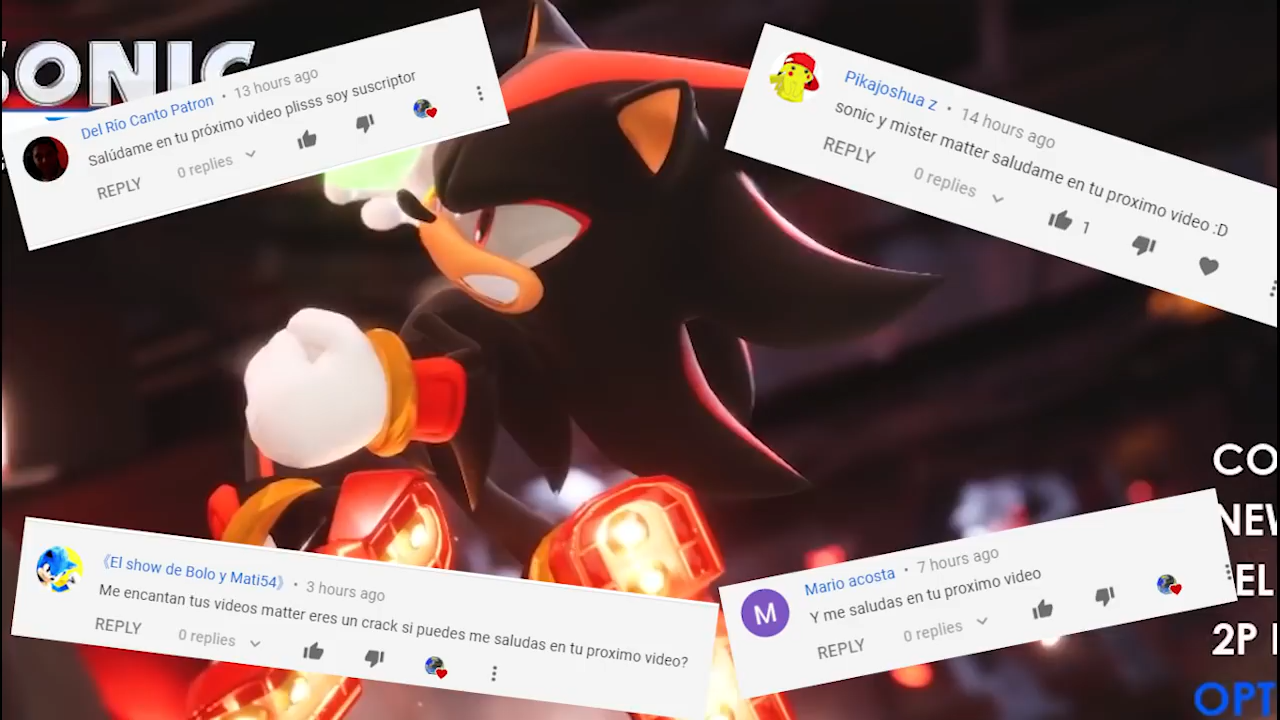 SONIC
Del Río Canto Patron · 13 hours ago
Salúdame en tu próximo video plisss soy suscriptor
REPLY 0 replies
Pikajoshua z · 14 hours ago
sonic y mister matter saludame en tu proximo video :D
REPLY 0 replies 1
《El show de Bolo y Mati54》 · 3 hours ago
Me encantan tus videos matter eres un crack si puedes me saludas en tu proximo video?
REPLY 0 replies
M
Mario acosta · 7 hours ago
Y me saludas en tu proximo video
REPLY 0 replies
CO
NEW
EL
2P
OPT